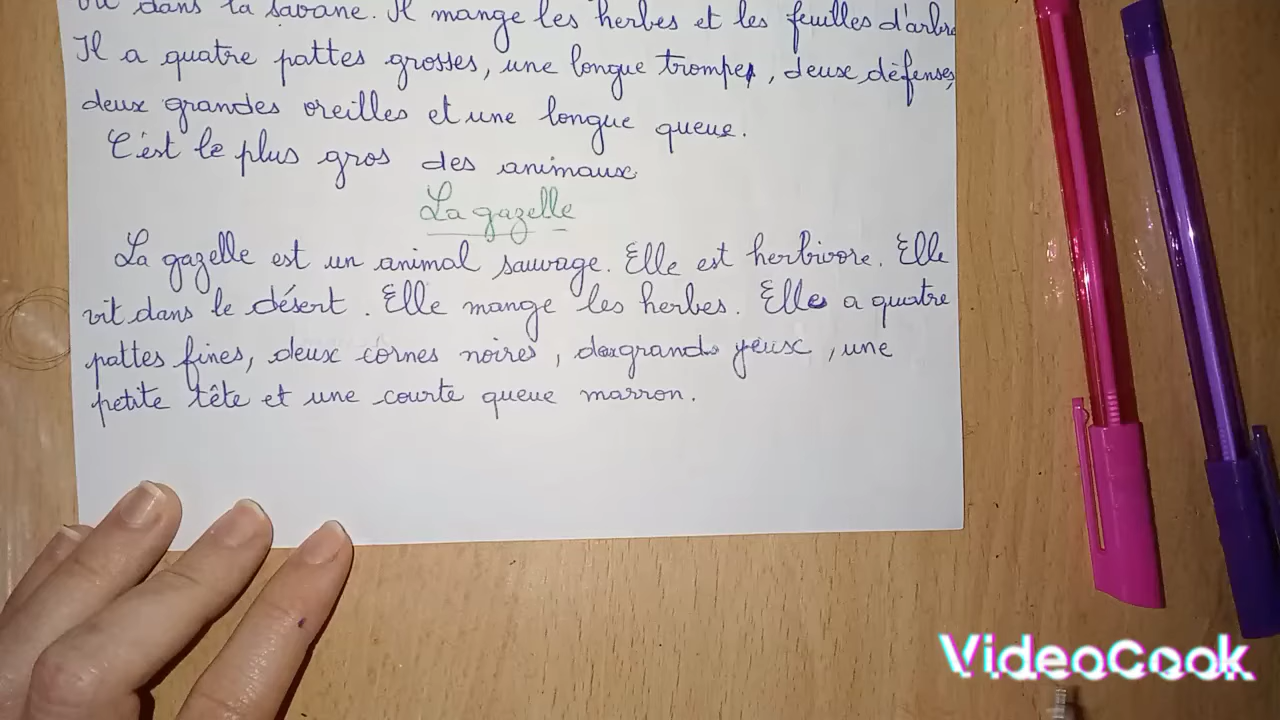 vit dans la savane. Il mange les herbes et les feuilles d'arbre
Il a quatre pattes grosses, une longue trompe, deux défenses,
deux grandes oreilles et une longue queue.
C'est le plus gros des animaux
La gazelle
La gazelle est un animal sauvage. Elle est herbivore. Elle
vit dans le désert. Elle mange les herbes. Elle a quatre
pattes fines, deux cornes noires, grands yeux, une
petite tête et une courte queue marron.
VideoCook